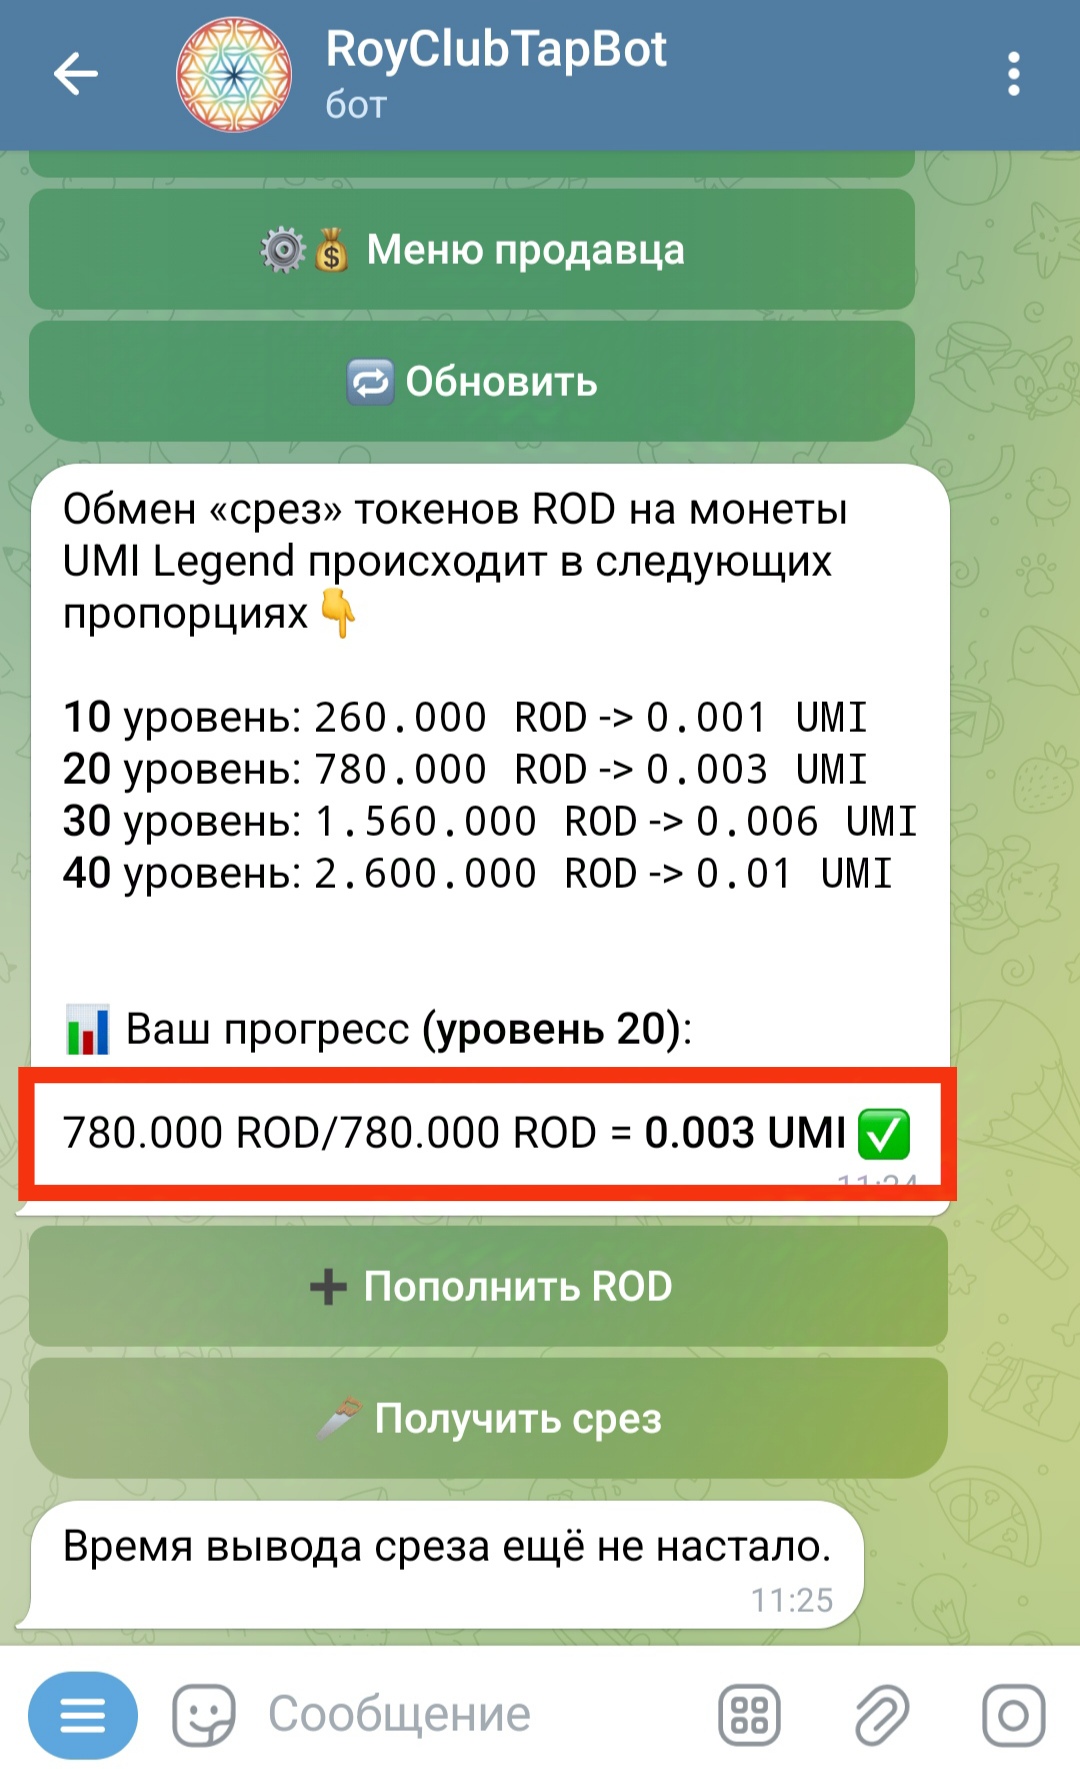 RoyClubTapBot
бот
Меню продавца
Обновить
Обмен «срез» токенов ROD на монеты
UMI Legend происходит в следующих
пропорциях
10 уровень: 260.000 ROD -> 0.001 UMI
20 уровень: 780.000 ROD -> 0.003 UMI
30 уровень: 1.560.000 ROD -> 0.006 UMI
40 уровень: 2.600.000 ROD -> 0.01 UMI
Ваш прогресс (уровень 20):
780.000 ROD/780.000 ROD = 0.003 UMI
Пополнить ROD
Получить срез
Время вывода среза ещё не настало.
11:25
Сообщение